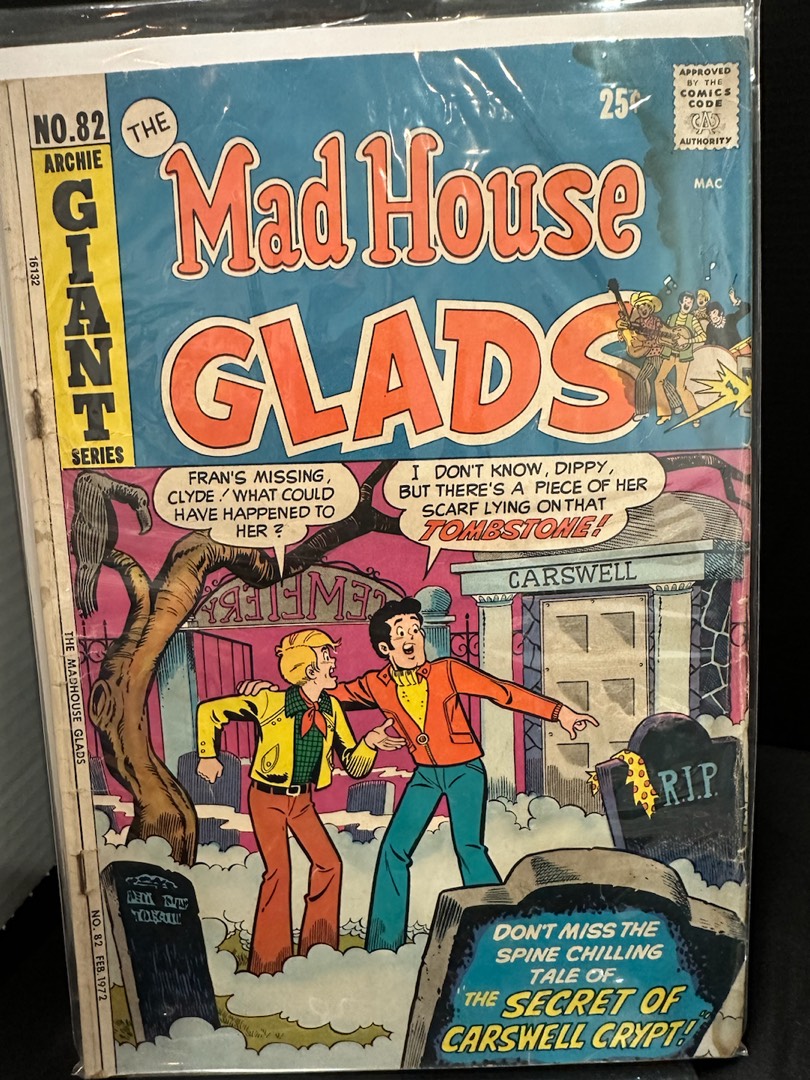 NO.82
ARCHIE
GIANT
SERIES
THE
Mad House
GLADS
25¢
APPROVED
BY THE
COMICS
CODE
CA
AUTHORITY
MAC
16132
FRAN'S MISSING,
CLYDE! WHAT COULD
HAVE HAPPENED TO
HER?
I DON'T KNOW, DIPPY,
BUT THERE'S A PIECE OF HER
SCARF LYING ON THAT
TOMBSTONE!
CEMETERY
CARSWELL
THE MADHOUSE GLADS
R.I.P.
NO. 82 FEB. 1972
DON'T MISS THE
SPINE CHILLING
TALE OF
"THE SECRET OF
CARSWELL CRYPT!"